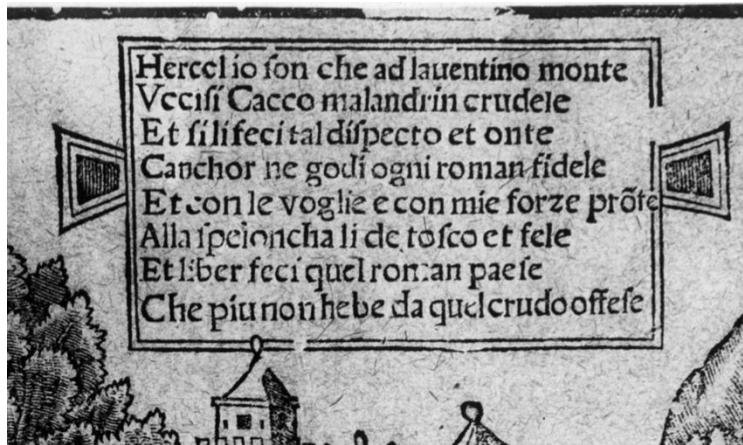 Hercel io ſon che ad lauentino monte
Vcciſi Cacco malandrin crudele
Et ſi li feci tal diſpecto et onte
Canchor ne godi ogni roman fidele
Et con le voglie e con mie forze prõte
Alla ſpeloncha li de toſco et fele
Et liber feci quel roman paeſe
Che piu non hebe da quel crudo offeſe